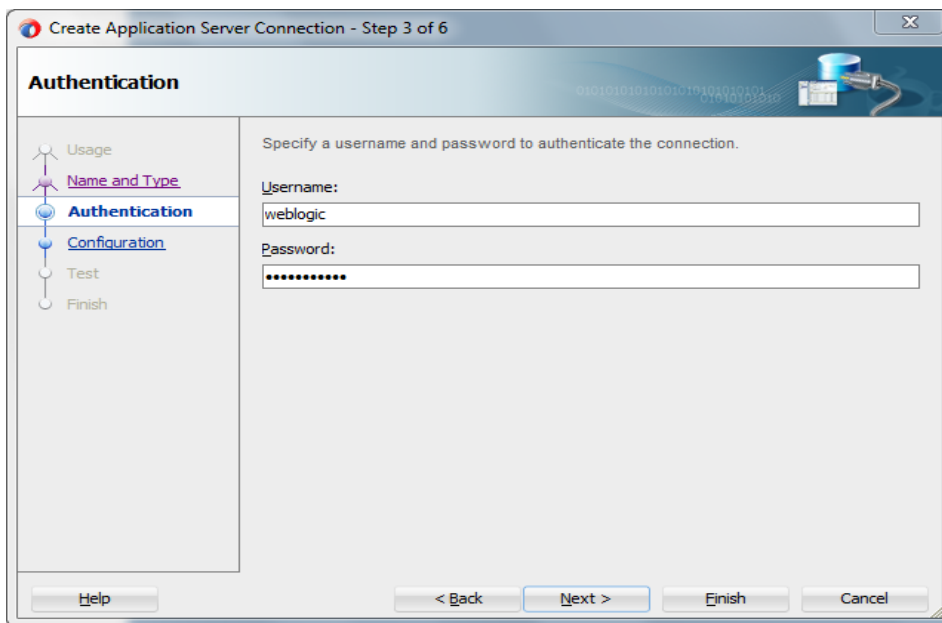 Create Application Server Connection - Step 3 of 6
Authentication
Usage
Name and Type
Authentication
Configuration
Test
Finish
Specify a username and password to authenticate the connection.
Username:
weblogic
Password:
•••••••••••
Help
< Back
Next >
Finish
Cancel